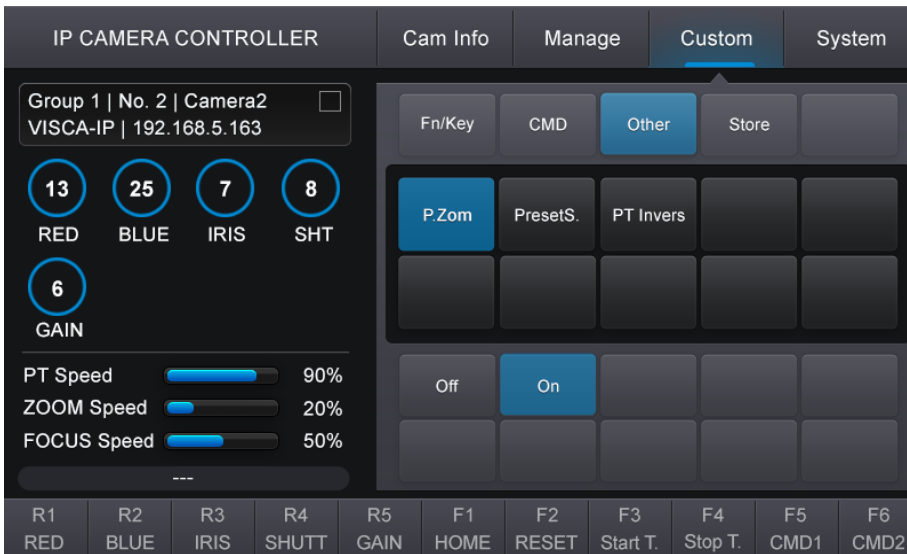 IP CAMERA CONTROLLER
Cam Info Manage Custom System
Group 1 | No. 2 | Camera2
VISCA-IP | 192.168.5.163
13 25 7 8
RED BLUE IRIS SHT
6
GAIN
PT Speed 90%
ZOOM Speed 20%
FOCUS Speed 50%
---
Fn/Key CMD Other Store
P.Zom PresetS. PT Invers
Off On
R1 R2 R3 R4 R5 F1 F2 F3 F4 F5 F6
RED BLUE IRIS SHUTT GAIN HOME RESET Start T. Stop T. CMD1 CMD2